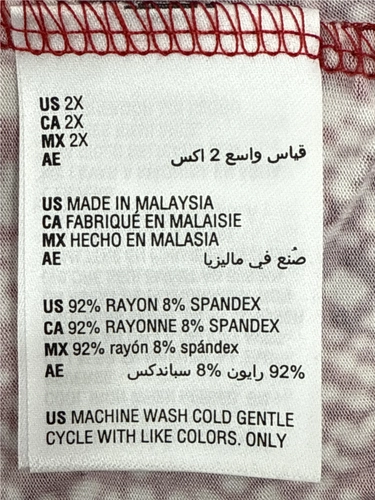 US 2X
CA 2X
MX 2X
AE قياس واسع 2 اكس
US MADE IN MALAYSIA
CA FABRIQUÉ EN MALAISIE
MX HECHO EN MALASIA
AE صُنع في ماليزيا
US 92% RAYON 8% SPANDEX
CA 92% RAYONNE 8% SPANDEX
MX 92% rayón 8% spándex
AE 92% رايون 8% سباندكس
US MACHINE WASH COLD GENTLE
CYCLE WITH LIKE COLORS. ONLY